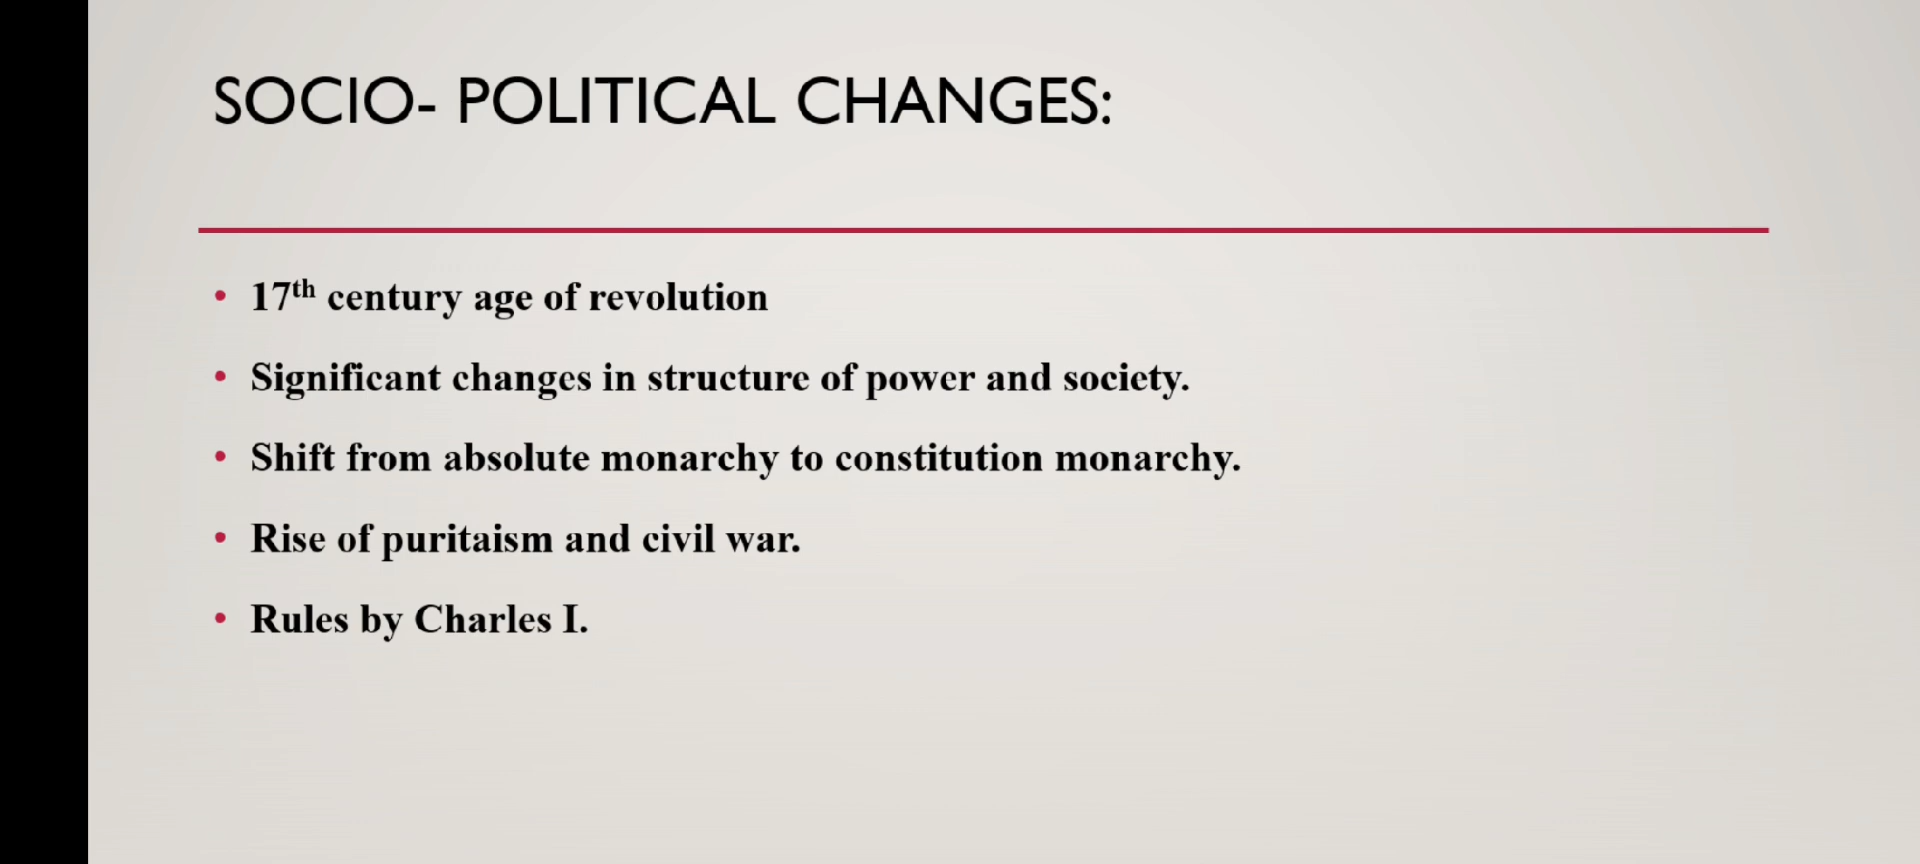 SOCIO- POLITICAL CHANGES:
• 17th century age of revolution
• Significant changes in structure of power and society.
• Shift from absolute monarchy to constitution monarchy.
• Rise of puritaism and civil war.
• Rules by Charles I.